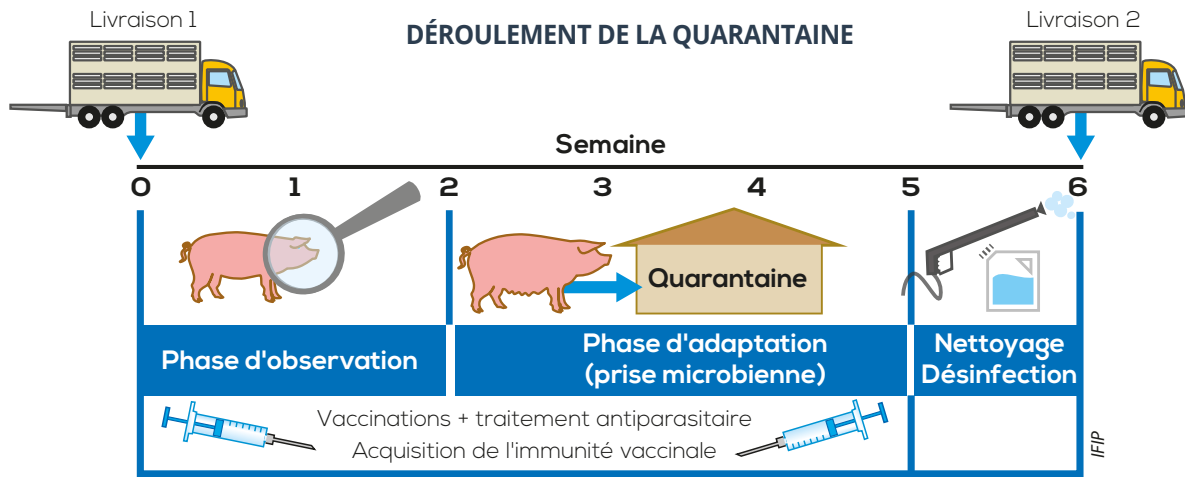 Livraison 1
DÉROULEMENT DE LA QUARANTAINE
Livraison 2
Semaine
0 1 2 3 4 5 6
Quarantaine
Phase d'observation
Phase d'adaptation
(prise microbienne)
Nettoyage
Désinfection
Vaccinations + traitement antiparasitaire
Acquisition de l'immunité vaccinale
IFIP